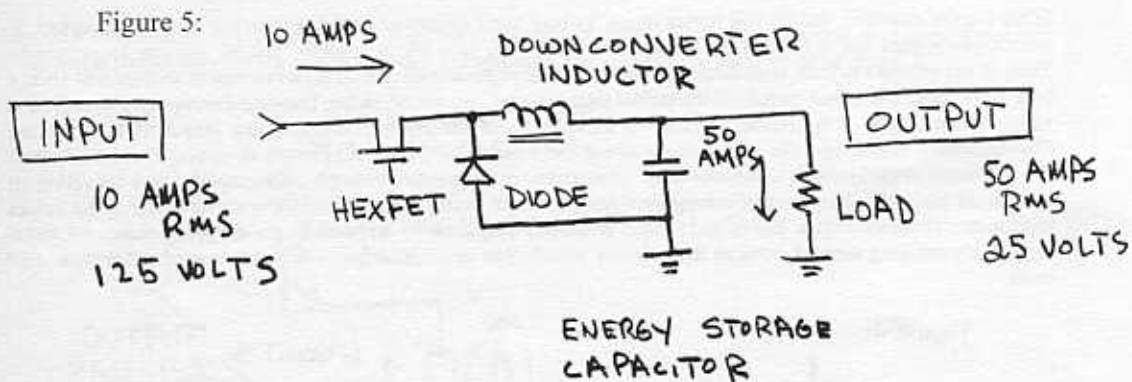 Figure 5:
10 AMPS
DOWNCONVERTER
INDUCTOR
INPUT
10 AMPS
RMS
125 VOLTS
HEXFET
DIODE
50
AMPS
LOAD
OUTPUT
50 AMPS
RMS
25 VOLTS
ENERGY STORAGE
CAPACITOR